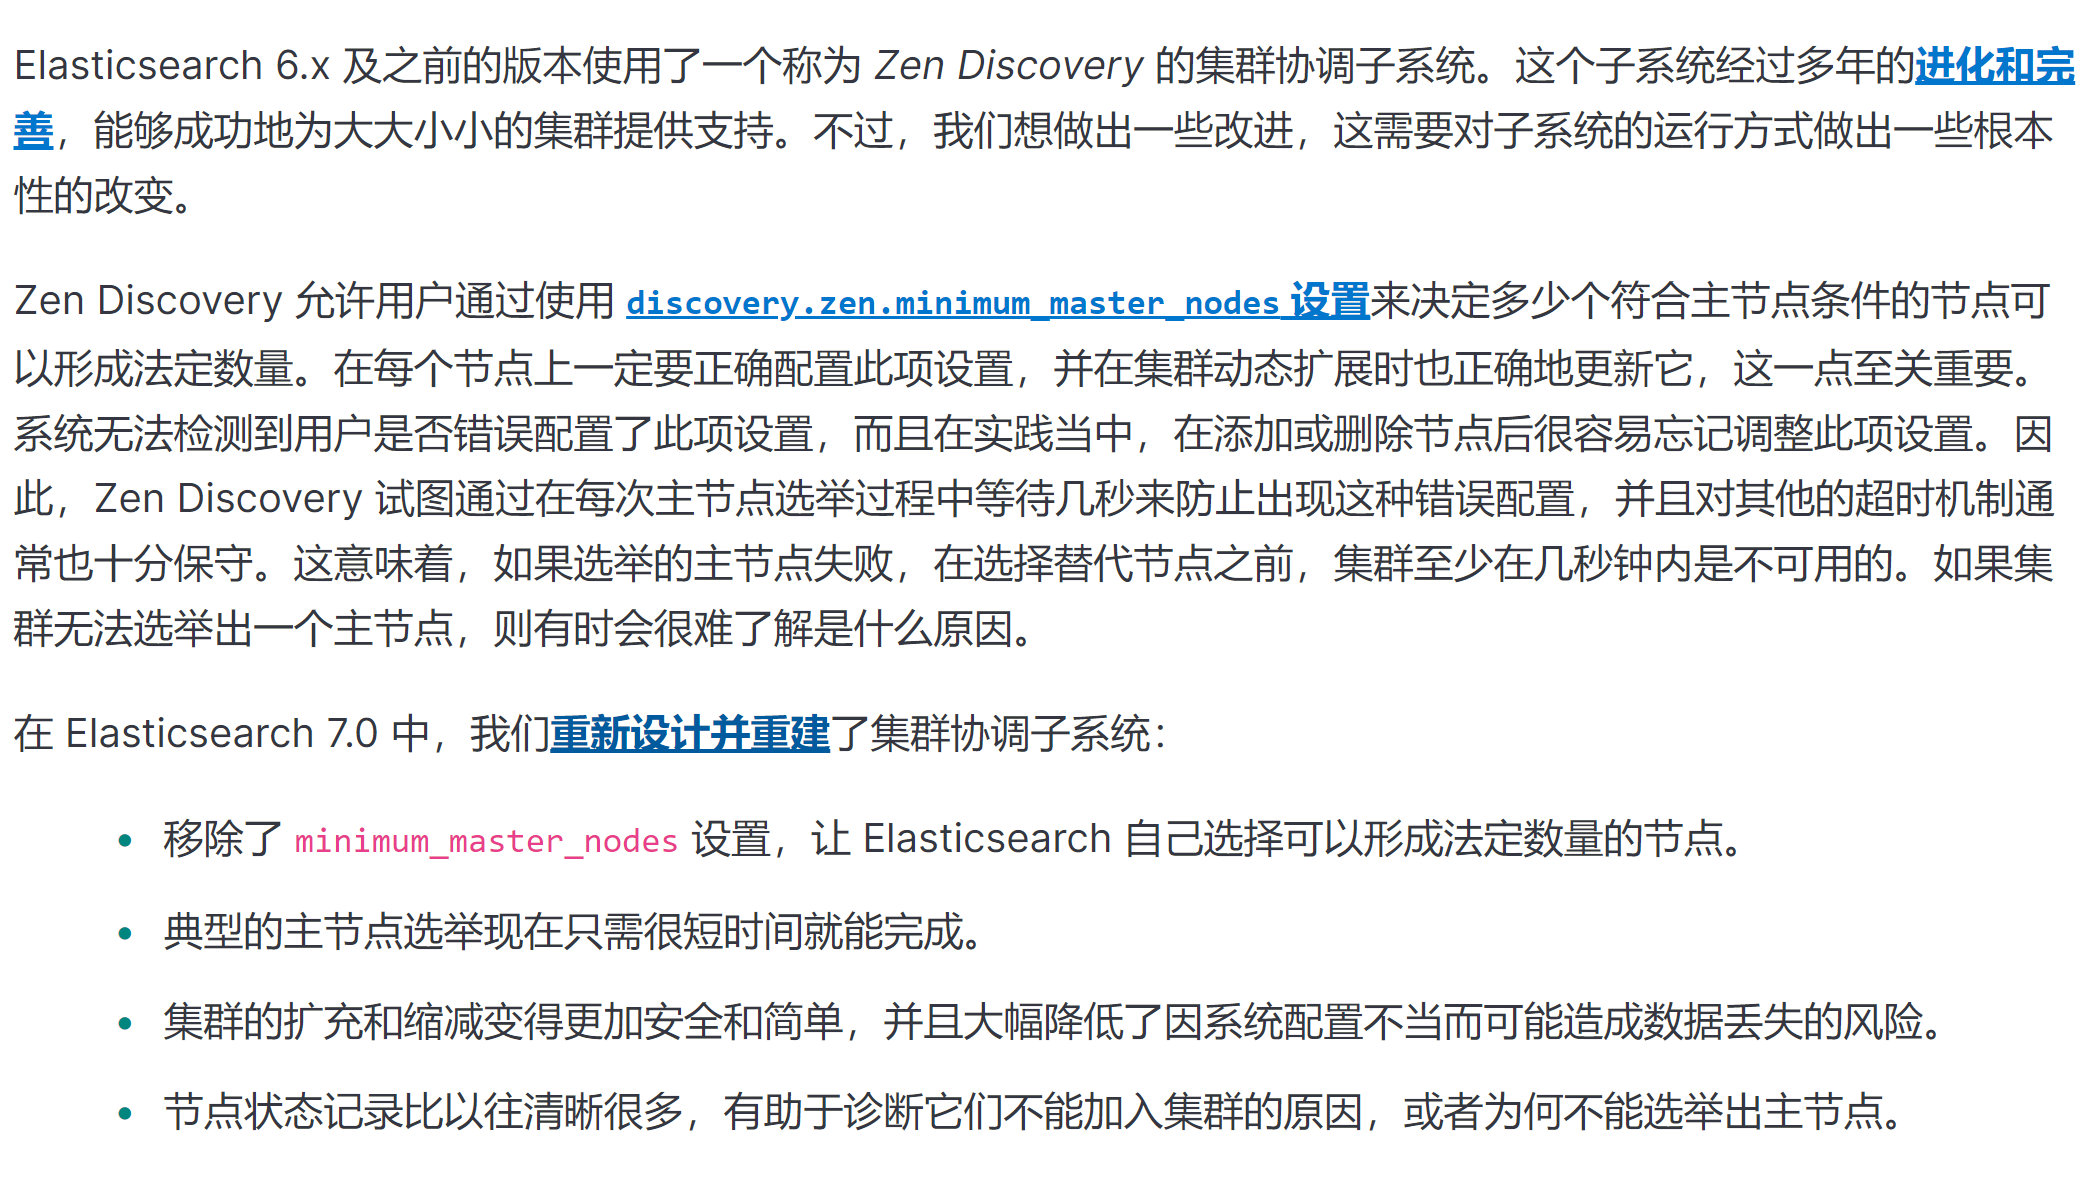 Elasticsearch 6.x 及之前的版本使用了一个称为 Zen Discovery 的集群协调子系统。这个子系统经过多年的进化和完
善，能够成功地为大大小小的集群提供支持。不过，我们想做出一些改进，这需要对子系统的运行方式做出一些根本
性的改变。
Zen Discovery 允许用户通过使用 discovery.zen.minimum_master_nodes 设置来决定多少个符合主节点条件的节点可
以形成法定数量。在每个节点上一定要正确配置此项设置，并在集群动态扩展时也正确地更新它，这一点至关重要。
系统无法检测到用户是否错误配置了此项设置，而且在实践当中，在添加或删除节点后很容易忘记调整此项设置。因
此，Zen Discovery 试图通过在每次主节点选举过程中等待几秒来防止出现这种错误配置，并且对其他的超时机制通
常也十分保守。这意味着，如果选举的主节点失败，在选择替代节点之前，集群至少在几秒钟内是不可用的。如果集
群无法选举出一个主节点，则有时会很难了解是什么原因。
在 Elasticsearch 7.0 中，我们重新设计并重建了集群协调子系统：
• 移除了 minimum_master_nodes 设置，让 Elasticsearch 自己选择可以形成法定数量的节点。
• 典型的主节点选举现在只需很短时间就能完成。
• 集群的扩充和缩减变得更加安全和简单，并且大幅降低了因系统配置不当而可能造成数据丢失的风险。
• 节点状态记录比以往清晰很多，有助于诊断它们不能加入集群的原因，或者为何不能选举出主节点。